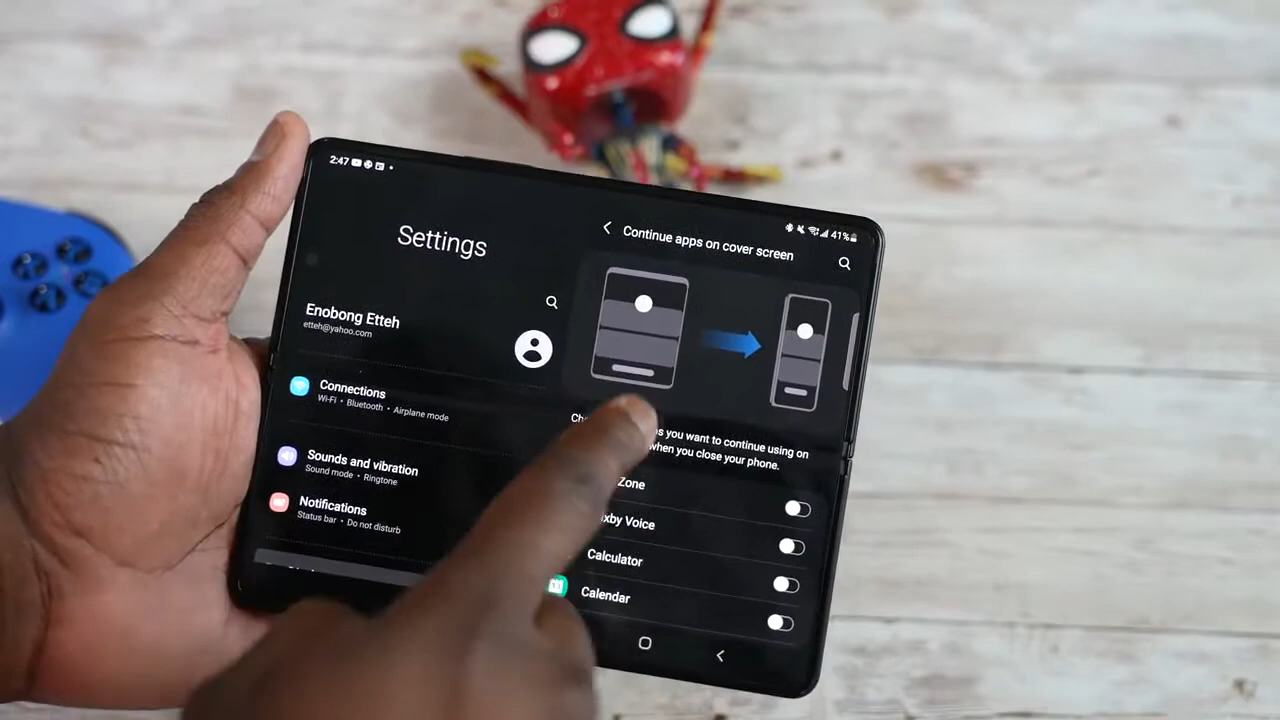 2:47
41%
Settings
Continue apps on cover screen
Enobong Etteh
etteh@yahoo.com
Connections
Wi-Fi • Bluetooth • Airplane mode
Sounds and vibration
Sound mode • Ringtone
Notifications
Status bar • Do not disturb
you want to continue using on
when you close your phone.
Zone
Voice
Calculator
Calendar